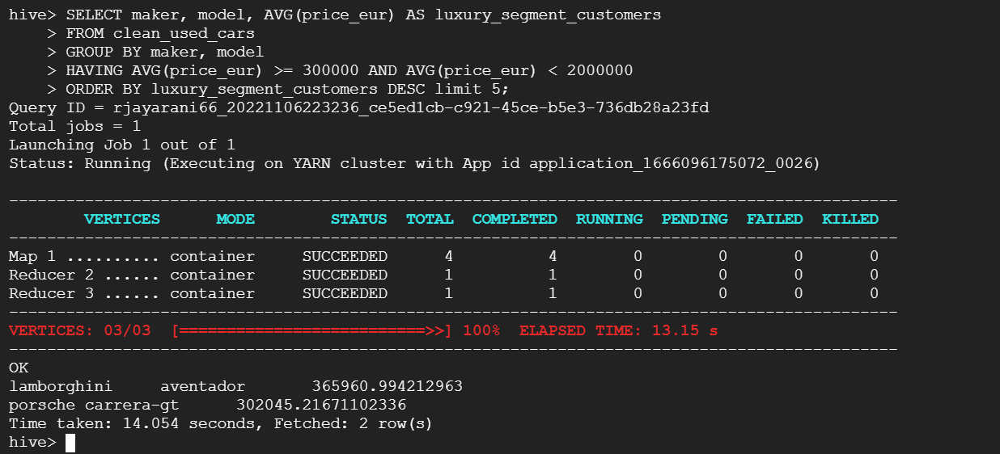 hive> SELECT maker, model, AVG(price_eur) AS luxury_segment_customers
    > FROM clean_used_cars
    > GROUP BY maker, model
    > HAVING AVG(price_eur) >= 300000 AND AVG(price_eur) < 2000000
    > ORDER BY luxury_segment_customers DESC limit 5;
Query ID = rjayarani66_20221106223236_ce5ed1cb-c921-45ce-b5e3-736db28a23fd
Total jobs = 1
Launching Job 1 out of 1
Status: Running (Executing on YARN cluster with App id application_1666096175072_0026)

----------------------------------------------------------------------------------------------
        VERTICES      MODE        STATUS  TOTAL  COMPLETED  RUNNING  PENDING  FAILED  KILLED
----------------------------------------------------------------------------------------------
Map 1 .......... container     SUCCEEDED      4          4        0        0       0       0
Reducer 2 ...... container     SUCCEEDED      1          1        0        0       0       0
Reducer 3 ...... container     SUCCEEDED      1          1        0        0       0       0
----------------------------------------------------------------------------------------------
VERTICES: 03/03  [==========================>>] 100%  ELAPSED TIME: 13.15 s
----------------------------------------------------------------------------------------------
OK
lamborghini     aventador       365960.994212963
porsche carrera-gt      302045.21671102336
Time taken: 14.054 seconds, Fetched: 2 row(s)
hive>